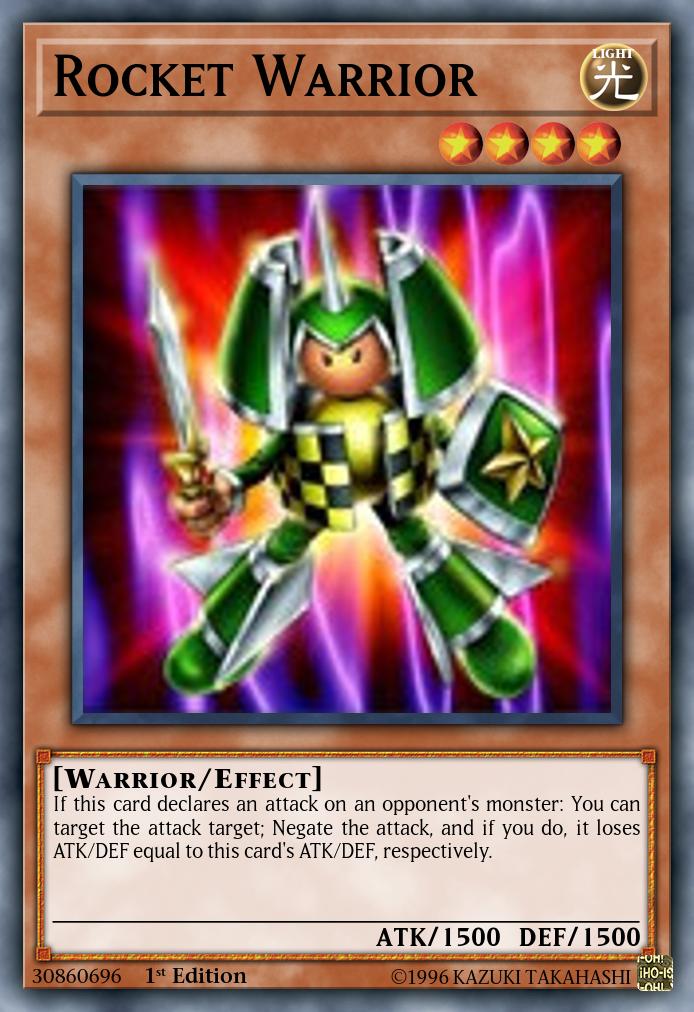 Rocket Warrior
LIGHT
光
[Warrior/Effect]
If this card declares an attack on an opponent's monster: You can
target the attack target; Negate the attack, and if you do, it loses
ATK/DEF equal to this card's ATK/DEF, respectively.
ATK/1500 DEF/1500
30860696 1st Edition ©1996 KAZUKI TAKAHASHI